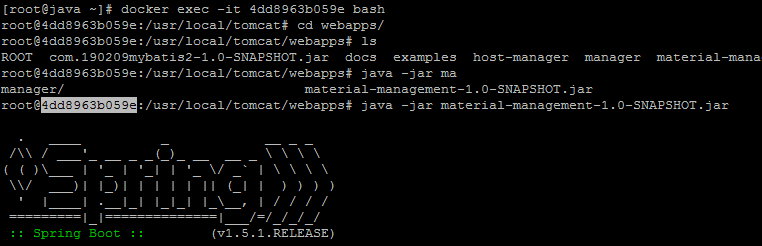 [root@java ~]# docker exec -it 4dd8963b059e bash
root@4dd8963b059e:/usr/local/tomcat# cd webapps/
root@4dd8963b059e:/usr/local/tomcat/webapps# ls
ROOT  com.190209mybatis2-1.0-SNAPSHOT.jar  docs  examples  host-manager  manager  material-mana
root@4dd8963b059e:/usr/local/tomcat/webapps# java -jar ma
manager/                                 material-management-1.0-SNAPSHOT.jar
root@4dd8963b059e:/usr/local/tomcat/webapps# java -jar material-management-1.0-SNAPSHOT.jar

  .   ____          _            __ _ _
 /\\ / ___'_ __ _ _(_)_ __  __ _ \ \ \ \
( ( )\___ | '_ | '_| | '_ \/ _` | \ \ \ \
 \\/  ___)| |_)| | | | | || (_| |  ) ) ) )
  '  |____| .__|_| |_|_| |_\__, | / / / /
 =========|_|==============|___/=/_/_/_/
 :: Spring Boot ::        (v1.5.1.RELEASE)